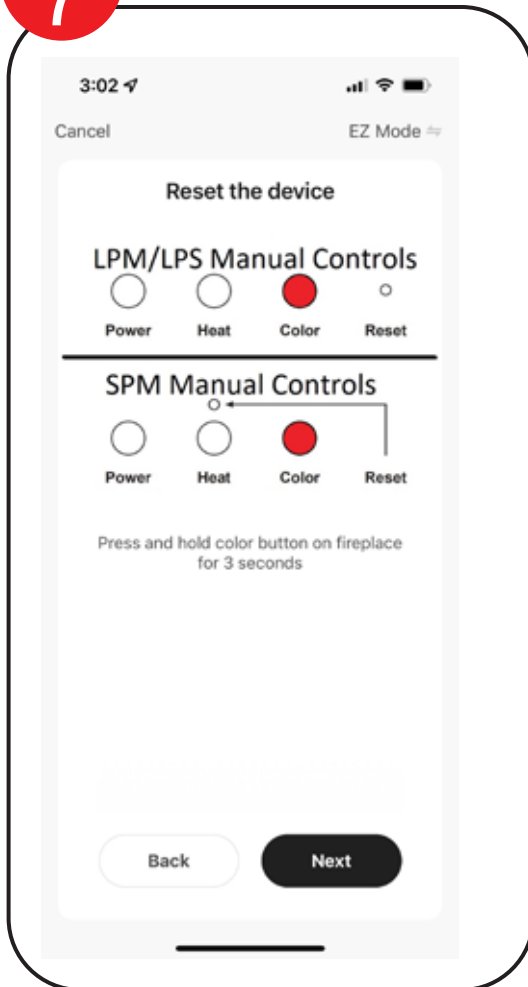 7
3:02
Cancel EZ Mode
Reset the device
LPM/LPS Manual Controls
Power Heat Color Reset
SPM Manual Controls
Power Heat Color Reset
Press and hold color button on fireplace
for 3 seconds
Back Next